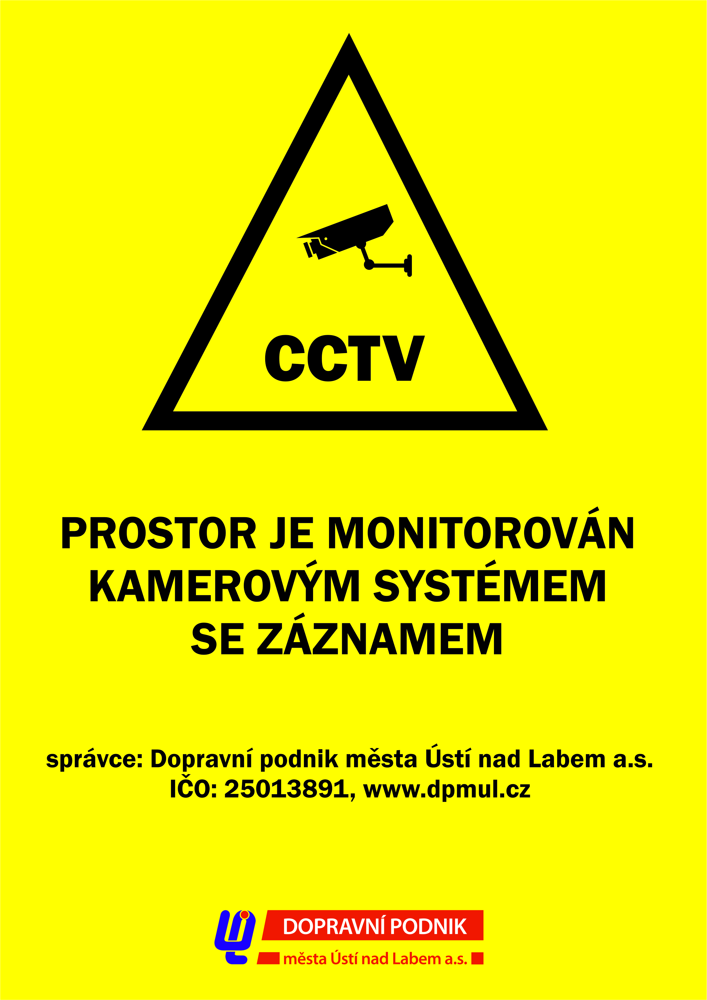 CCTV
PROSTOR JE MONITOROVÁN
KAMEROVÝM SYSTÉMEM
SE ZÁZNAMEM
správce: Dopravní podnik města Ústí nad Labem a.s.
IČO: 25013891, www.dpmul.cz
DOPRAVNÍ PODNIK
města Ústí nad Labem a.s.